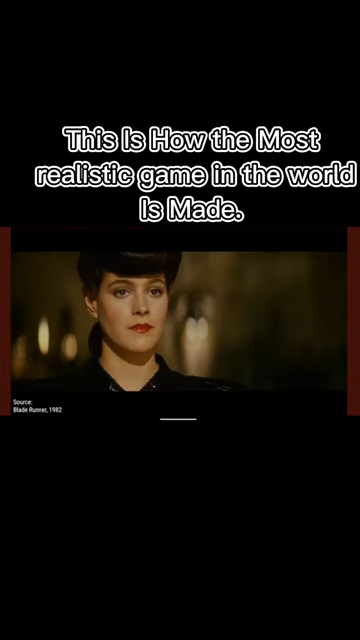 This Is How the Most
realistic game in the world
Is Made.
Source:
Blade Runner, 1982